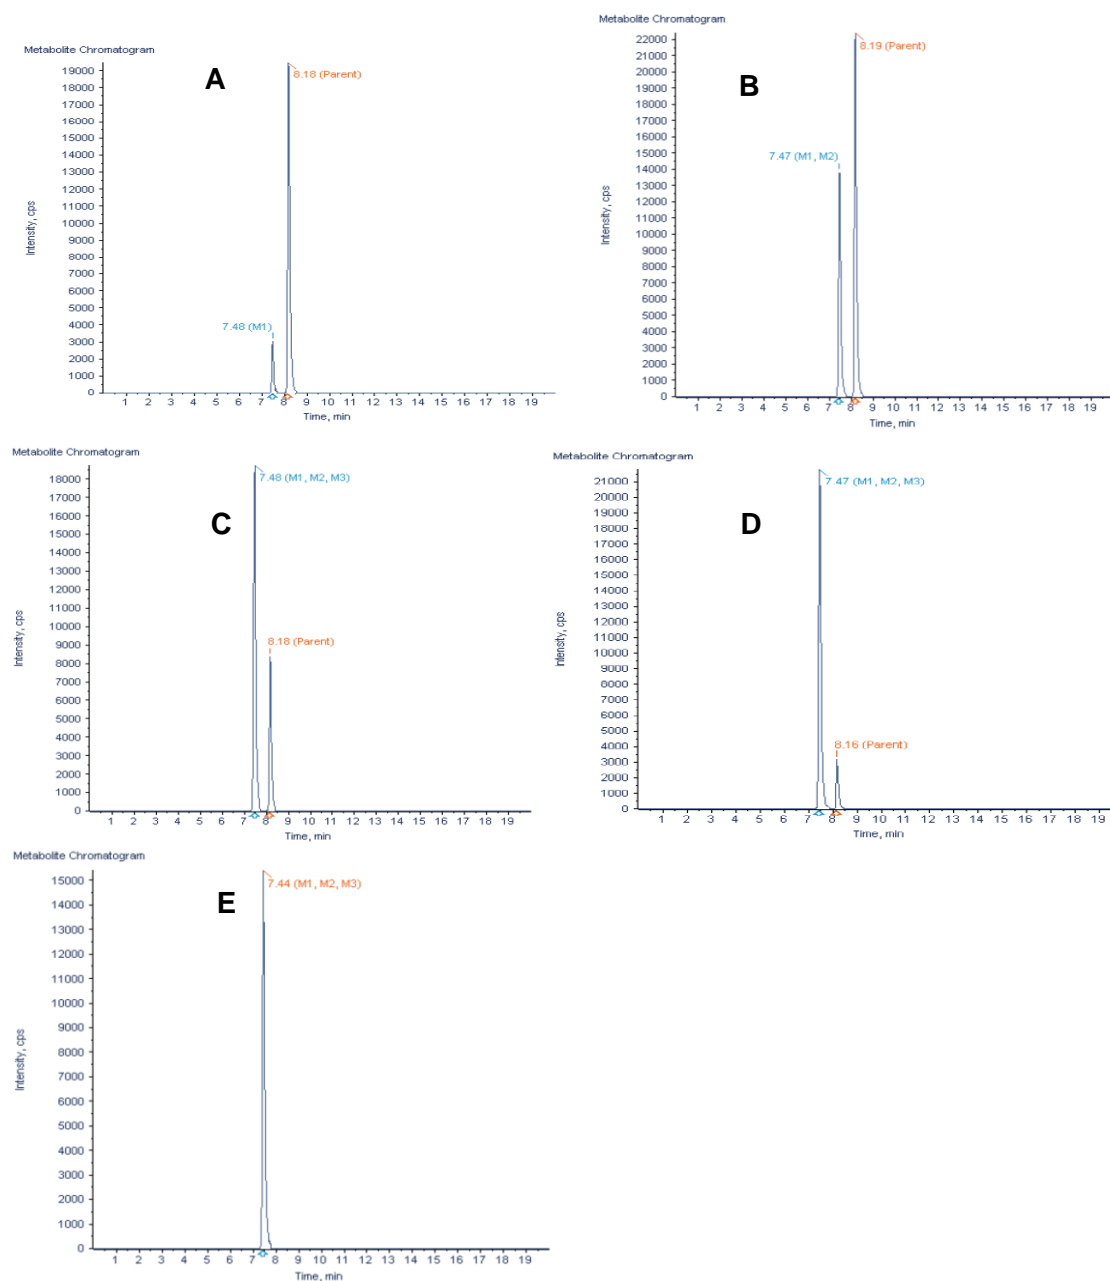 Metabolite Chromatogram
A
8.18 (Parent)
7.48 (M1)
Intensity, cps
19000
18000
17000
16000
15000
14000
13000
12000
11000
10000
9000
8000
7000
6000
5000
4000
3000
2000
1000
0
1 2 3 4 5 6 7 8 9 10 11 12 13 14 15 16 17 18 19
Time, min
Metabolite Chromatogram
B
8.19 (Parent)
7.47 (M1, M2)
Intensity, cps
22000
21000
20000
19000
18000
17000
16000
15000
14000
13000
12000
11000
10000
9000
8000
7000
6000
5000
4000
3000
2000
1000
0
1 2 3 4 5 6 7 8 9 10 11 12 13 14 15 16 17 18 19
Time, min
Metabolite Chromatogram
C
7.48 (M1, M2, M3)
8.18 (Parent)
Intensity, cps
18000
17000
16000
15000
14000
13000
12000
11000
10000
9000
8000
7000
6000
5000
4000
3000
2000
1000
0
1 2 3 4 5 6 7 8 9 10 11 12 13 14 15 16 17 18 19
Time, min
Metabolite Chromatogram
D
7.47 (M1, M2, M3)
8.16 (Parent)
Intensity, cps
21000
20000
19000
18000
17000
16000
15000
14000
13000
12000
11000
10000
9000
8000
7000
6000
5000
4000
3000
2000
1000
0
1 2 3 4 5 6 7 8 9 10 11 12 13 14 15 16 17 18 19
Time, min
Metabolite Chromatogram
E
7.44 (M1, M2, M3)
Intensity, cps
15000
14000
13000
12000
11000
10000
9000
8000
7000
6000
5000
4000
3000
2000
1000
0
1 2 3 4 5 6 7 8 9 10 11 12 13 14 15 16 17 18 19
Time, min